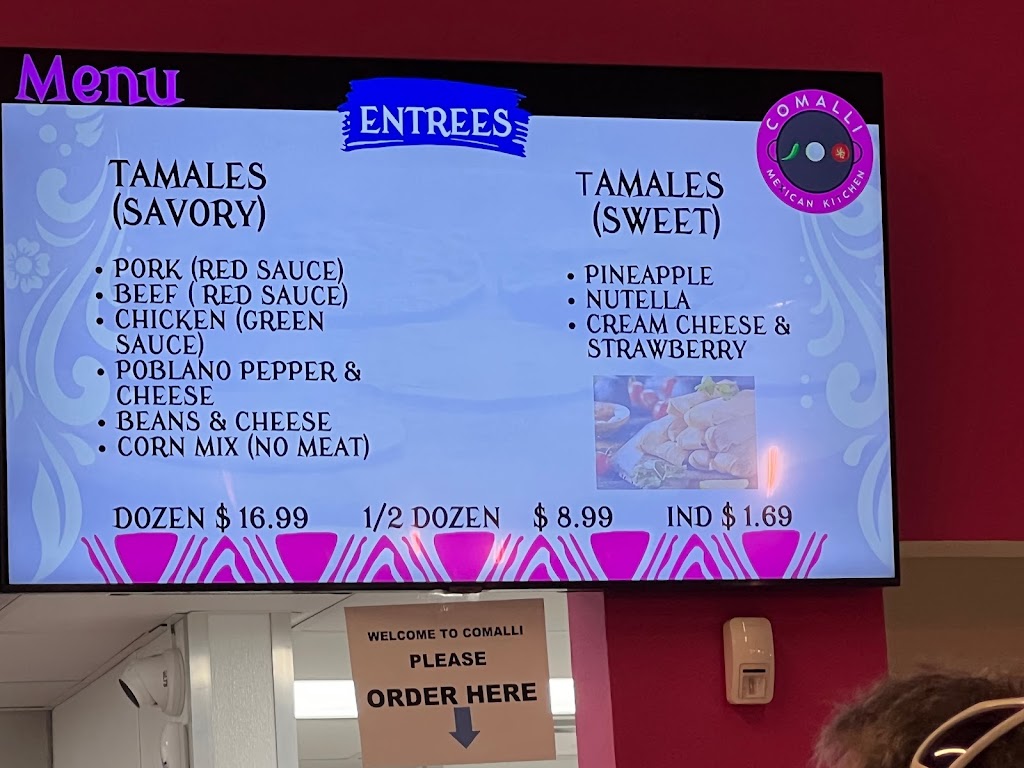 Menu
ENTREES
COMALLI
MEXICAN KITCHEN
TAMALES
(SAVORY)
• PORK (RED SAUCE)
• BEEF ( RED SAUCE)
• CHICKEN (GREEN
SAUCE)
• POBLANO PEPPER &
CHEESE
• BEANS & CHEESE
• CORN MIX (NO MEAT)
TAMALES
(SWEET)
• PINEAPPLE
• NUTELLA
• CREAM CHEESE &
STRAWBERRY
DOZEN $ 16.99 1/2 DOZEN $ 8.99 IND $ 1.69
WELCOME TO COMALLI
PLEASE
ORDER HERE